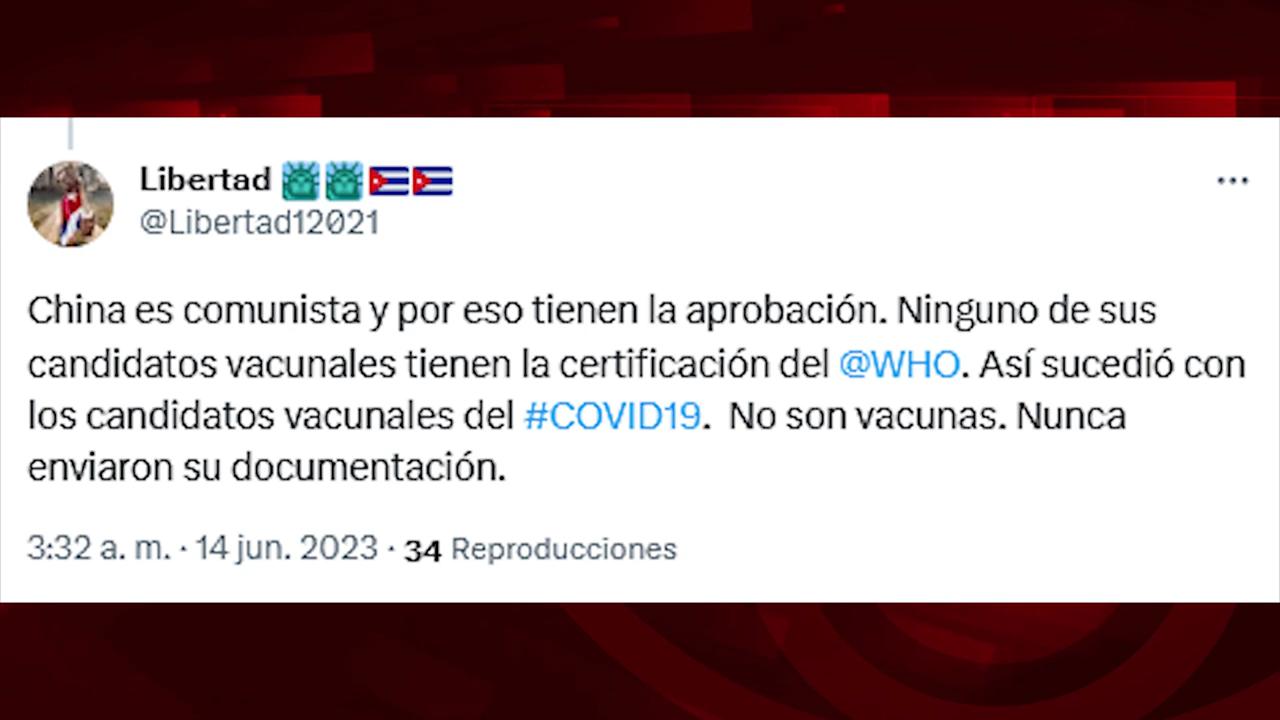 Libertad 🗽🗽🇨🇺🇨🇺
@Libertad12021
China es comunista y por eso tienen la aprobación. Ninguno de sus
candidatos vacunales tienen la certificación del @WHO. Así sucedió con
los candidatos vacunales del #COVID19. No son vacunas. Nunca
enviaron su documentación.
3:32 a. m. · 14 jun. 2023 · 34 Reproducciones